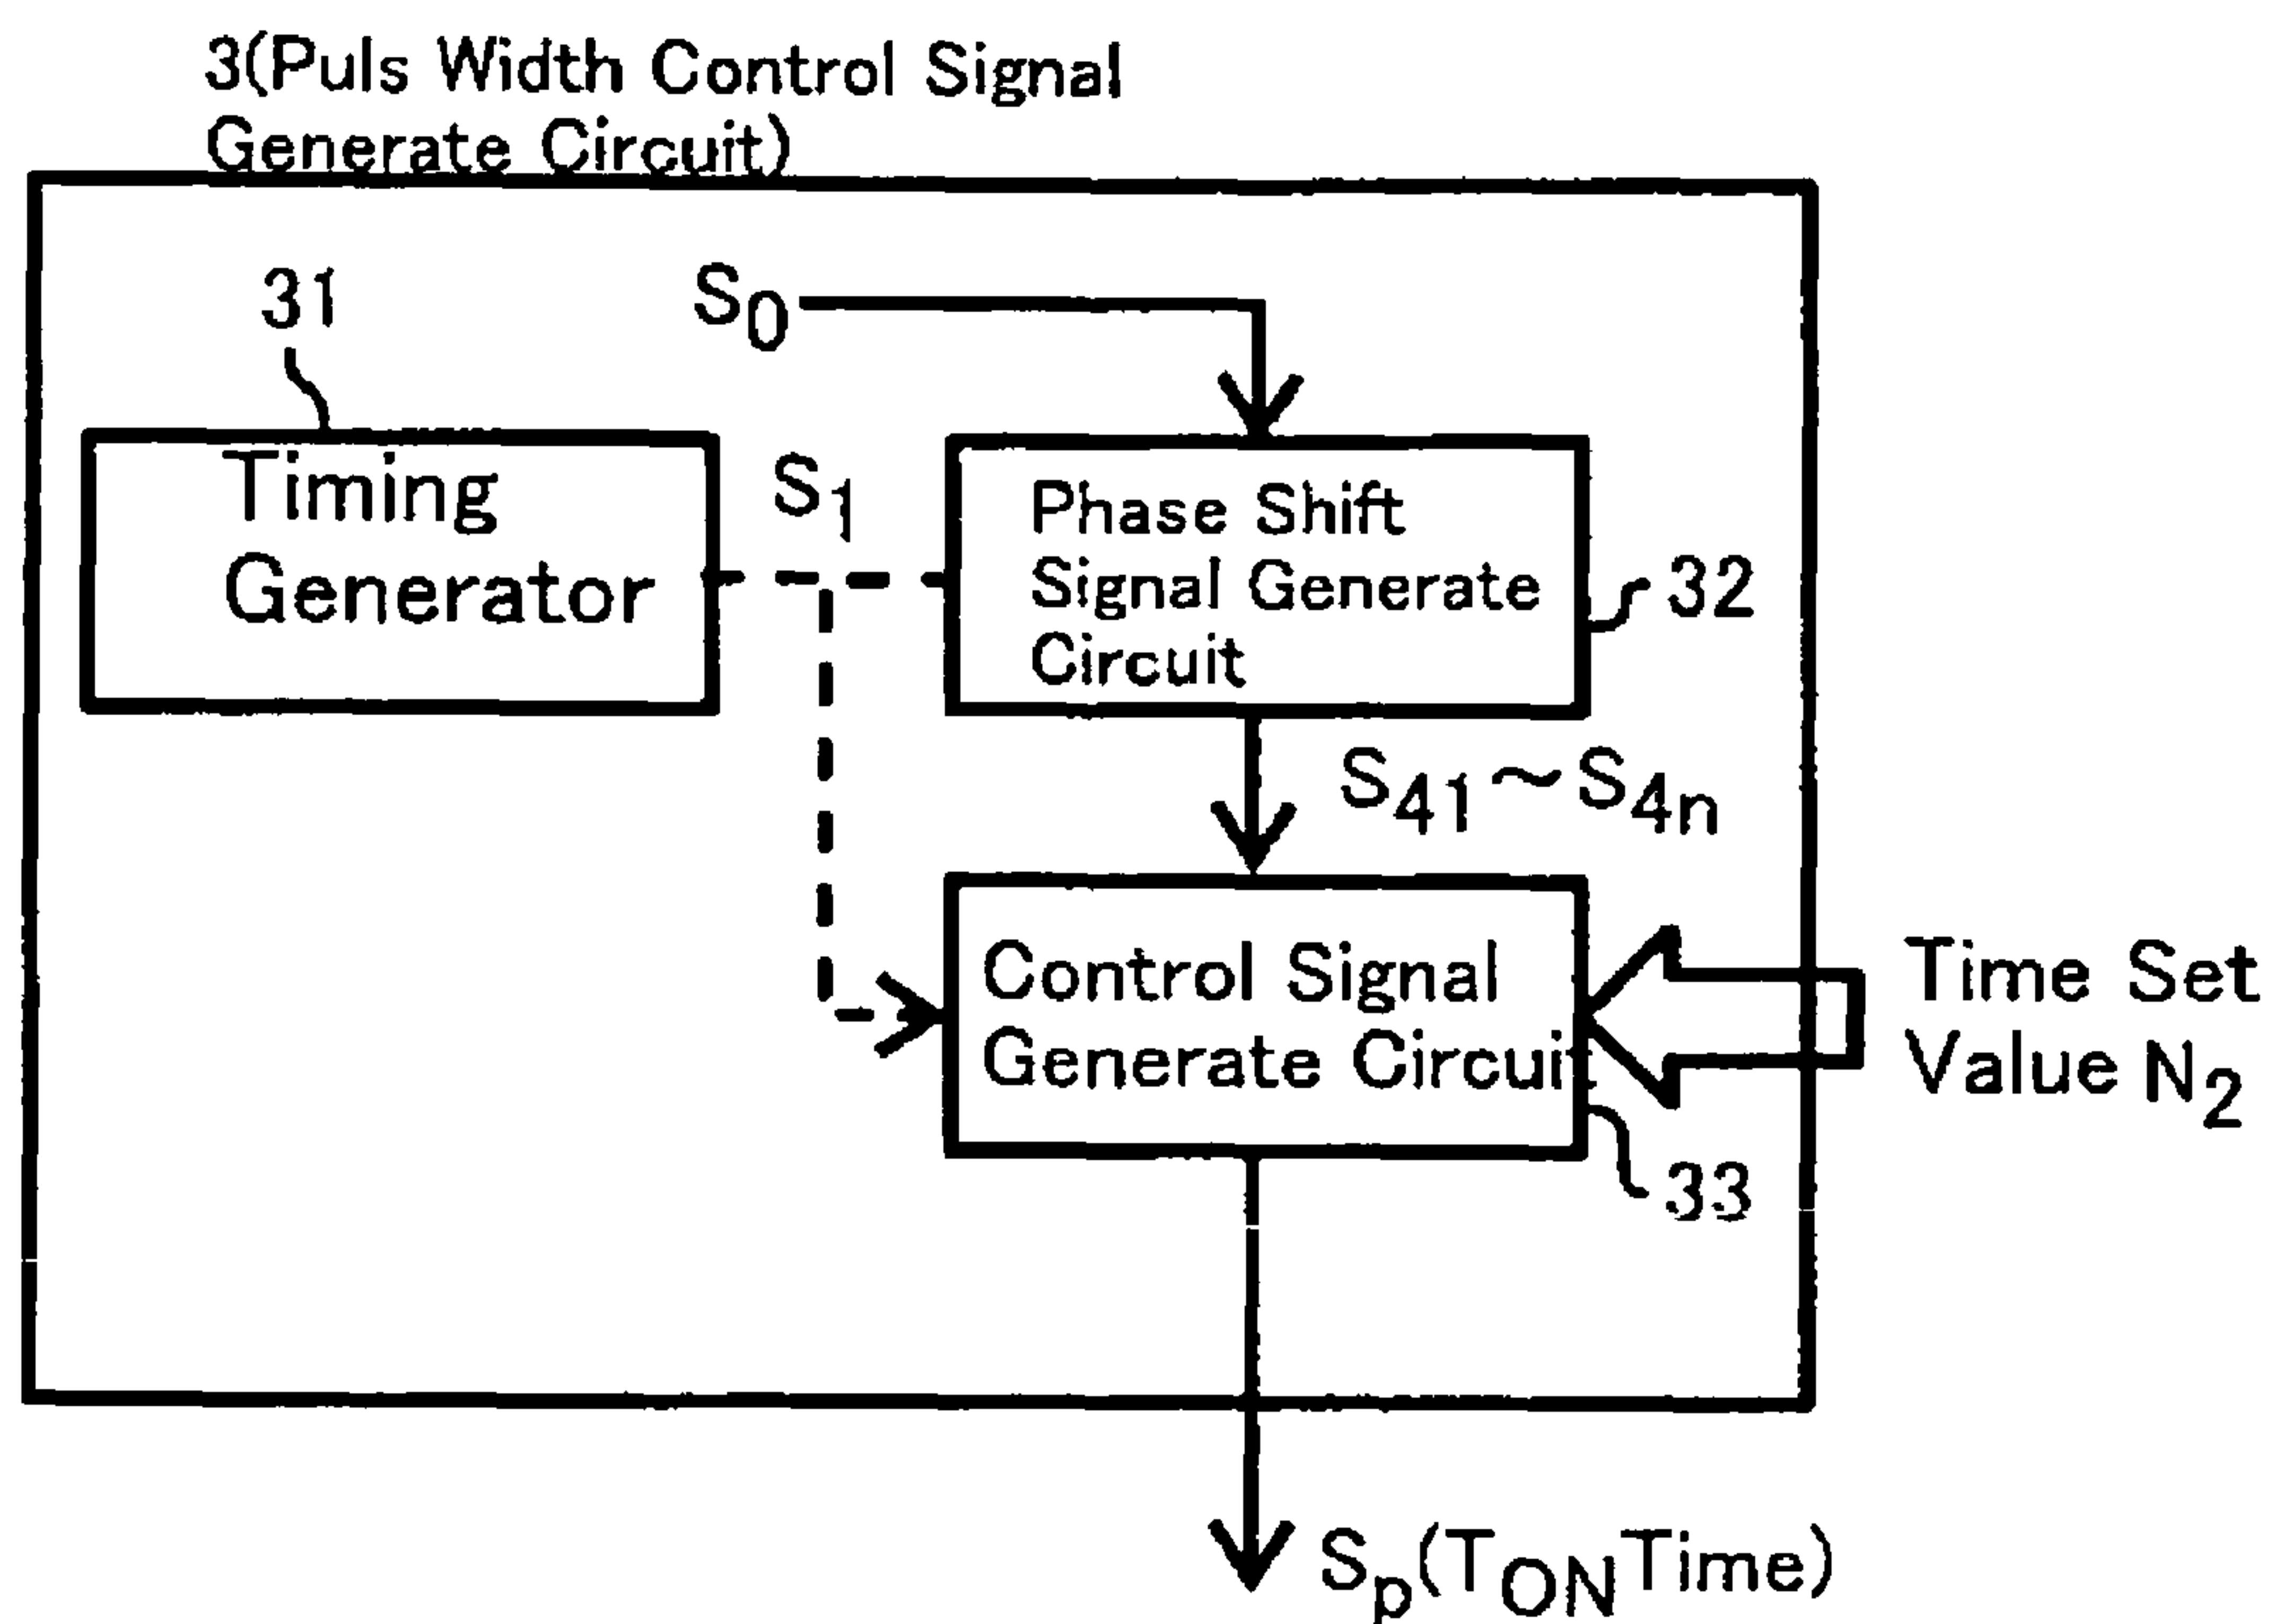 3(Puls Width Control Signal
Generate Circuit)
31
S0
Timing
Generator
S1
Phase Shift
Signal Generate
Circuit
32
S41～S4n
Control Signal
Generate Circuit
Time Set
Value N2
33
Sp(TONTime)